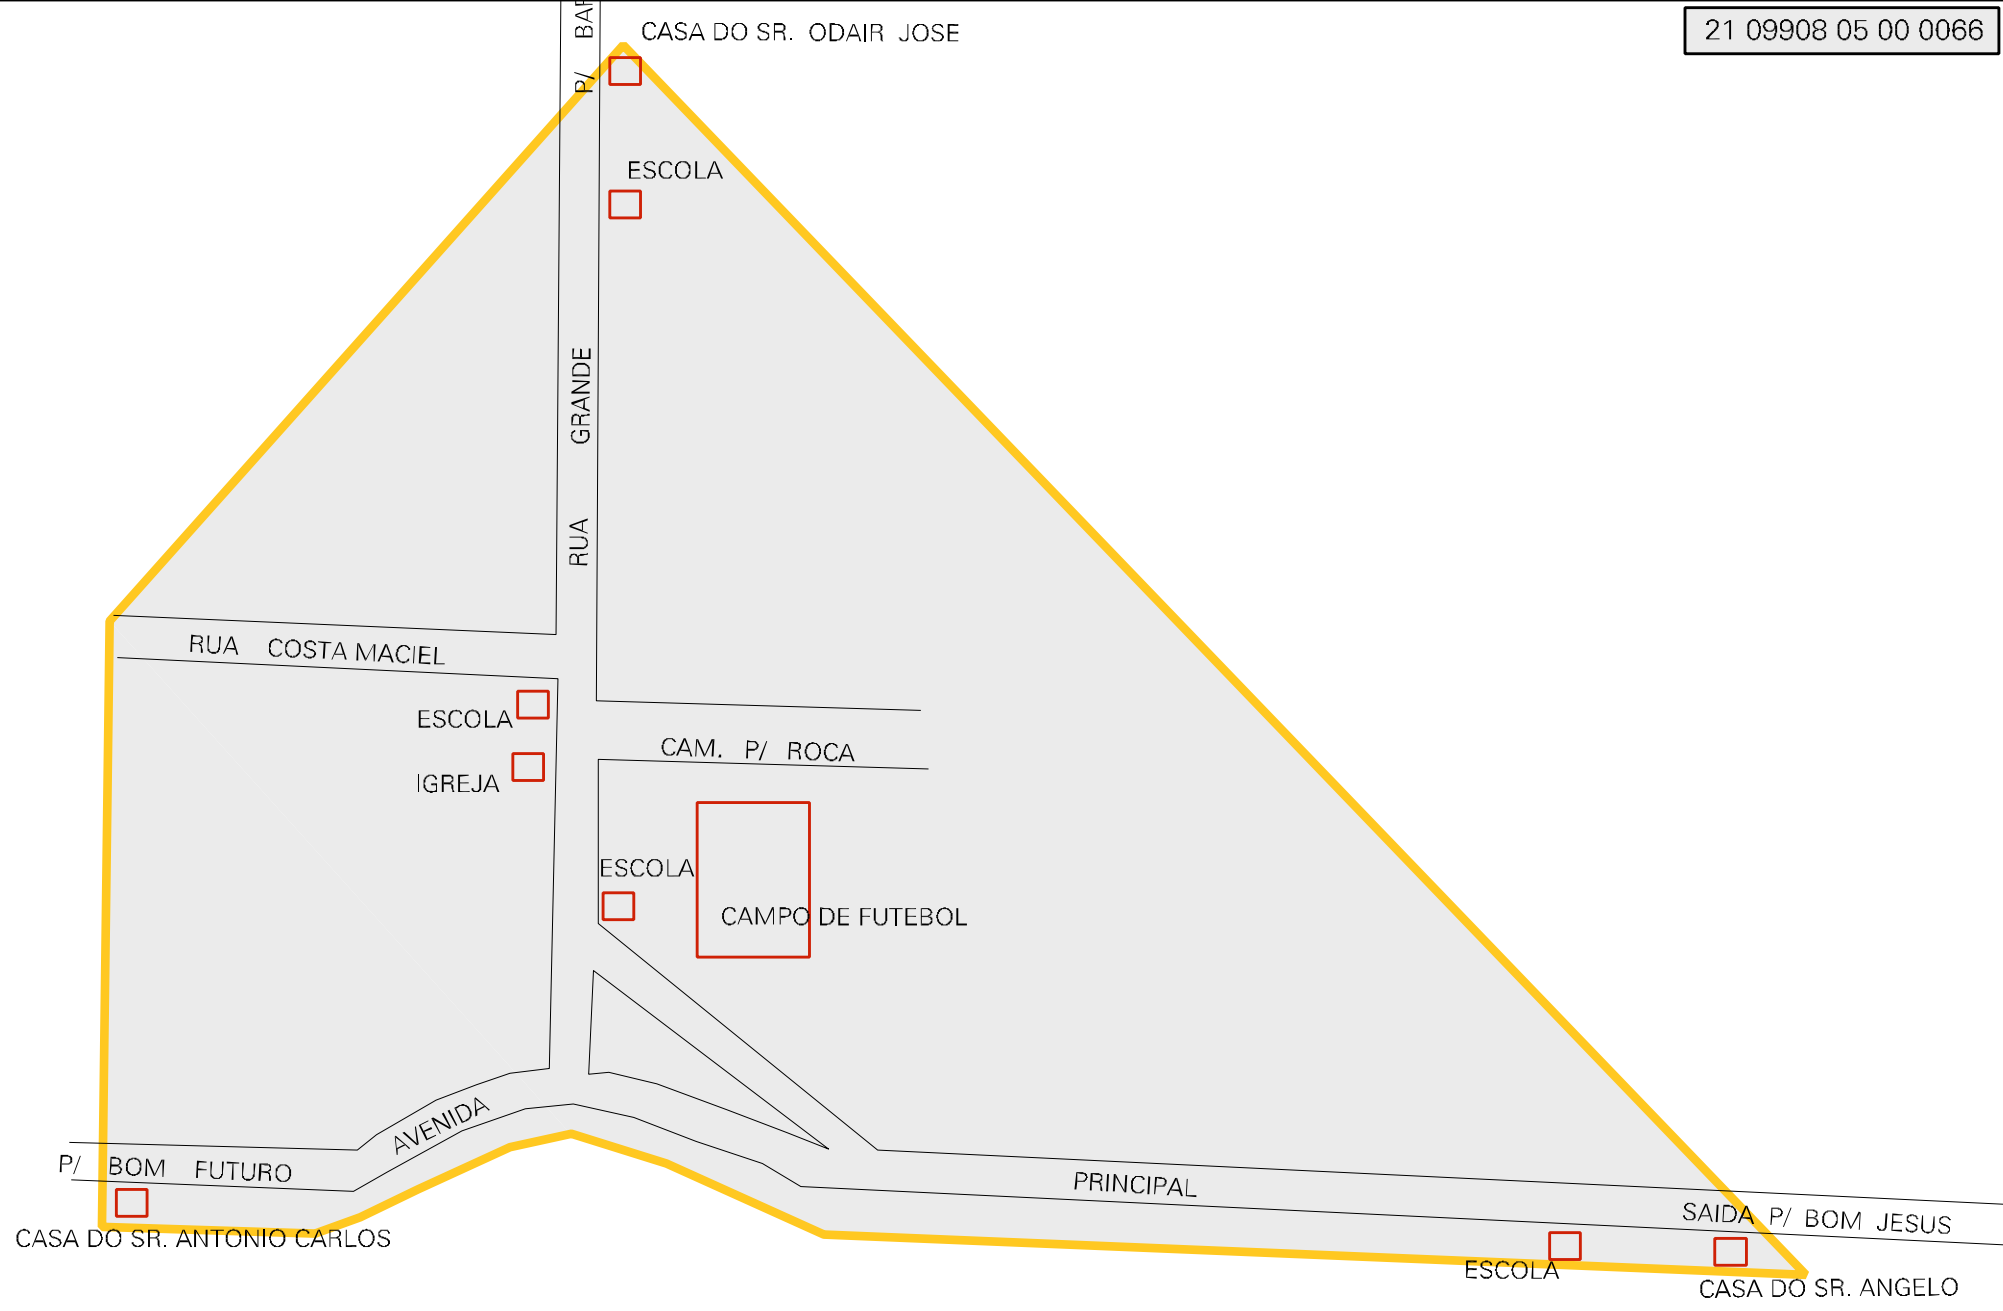 CASA DO SR. ODAIR JOSE
21 09908 05 00 0066
P/
ESCOLA
RUA GRANDE
RUA COSTA MACIEL
ESCOLA
CAM. P/ ROCA
IGREJA
ESCOLA
CAMPO DE FUTEBOL
AVENIDA
P/ BOM FUTURO
PRINCIPAL
SAIDA P/ BOM JESUS
CASA DO SR. ANTONIO CARLOS
ESCOLA
CASA DO SR. ANGELO